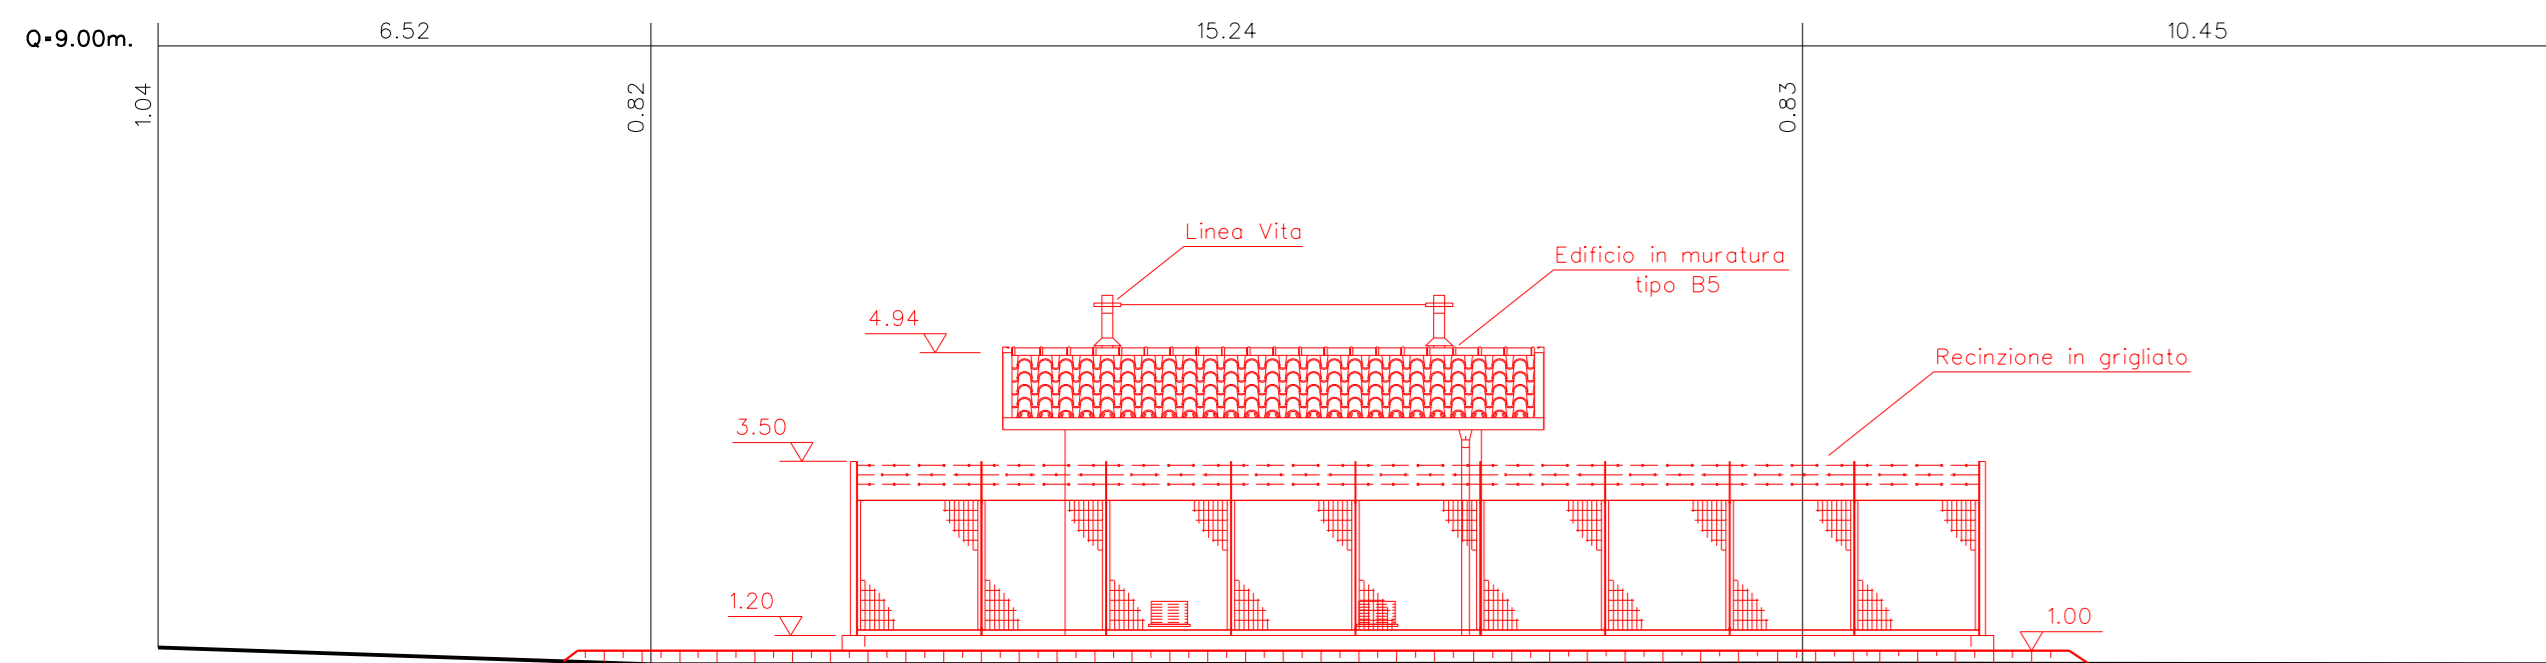 6.52 15.24 10.45
Q=9.00m.
1.04 0.82 0.83
Linea Vita
Edificio in muratura
tipo B5
4.94
Recinzione in grigliato
3.50
1.20
1.00